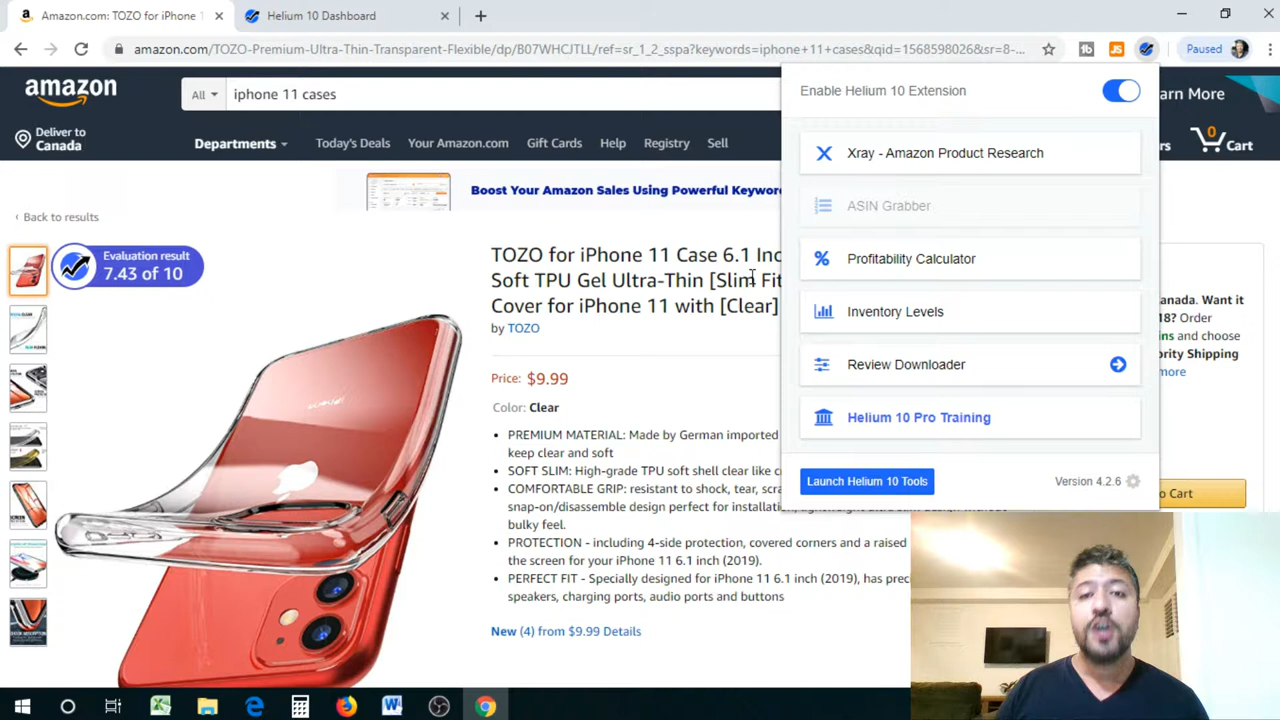 Amazon.com: TOZO for iPhone 1
Helium 10 Dashboard
amazon.com/TOZO-Premium-Ultra-Thin-Transparent-Flexible/dp/B07WHCJTLL/ref=sr_1_2_sspa?keywords=iphone+11+cases&qid=1568598026&sr=8-...
Paused
amazon
All
iphone 11 cases
Enable Helium 10 Extension
arn More
Deliver to
Canada
Departments
Today's Deals
Your Amazon.com
Gift Cards
Help
Registry
Sell
rs
0
Cart
Xray - Amazon Product Research
Boost Your Amazon Sales Using Powerful Keywor
ASIN Grabber
Back to results
Evaluation result
7.43 of 10
TOZO for iPhone 11 Case 6.1 Inc
Soft TPU Gel Ultra-Thin [Slim Fit
Cover for iPhone 11 with [Clear]
by TOZO
Profitability Calculator
Inventory Levels
Review Downloader
Helium 10 Pro Training
Launch Helium 10 Tools
Version 4.2.6
anada. Want it
18? Order
ins and choose
ority Shipping
more
o Cart
Price: $9.99
Color: Clear
PREMIUM MATERIAL: Made by German imported
keep clear and soft
SOFT SLIM: High-grade TPU soft shell clear like c
COMFORTABLE GRIP: resistant to shock, tear, scra
snap-on/disassemble design perfect for installat
bulky feel.
PROTECTION - including 4-side protection, covered corners and a raised
the screen for your iPhone 11 6.1 inch (2019).
PERFECT FIT - Specially designed for iPhone 11 6.1 inch (2019), has prec
speakers, charging ports, audio ports and buttons
New (4) from $9.99 Details